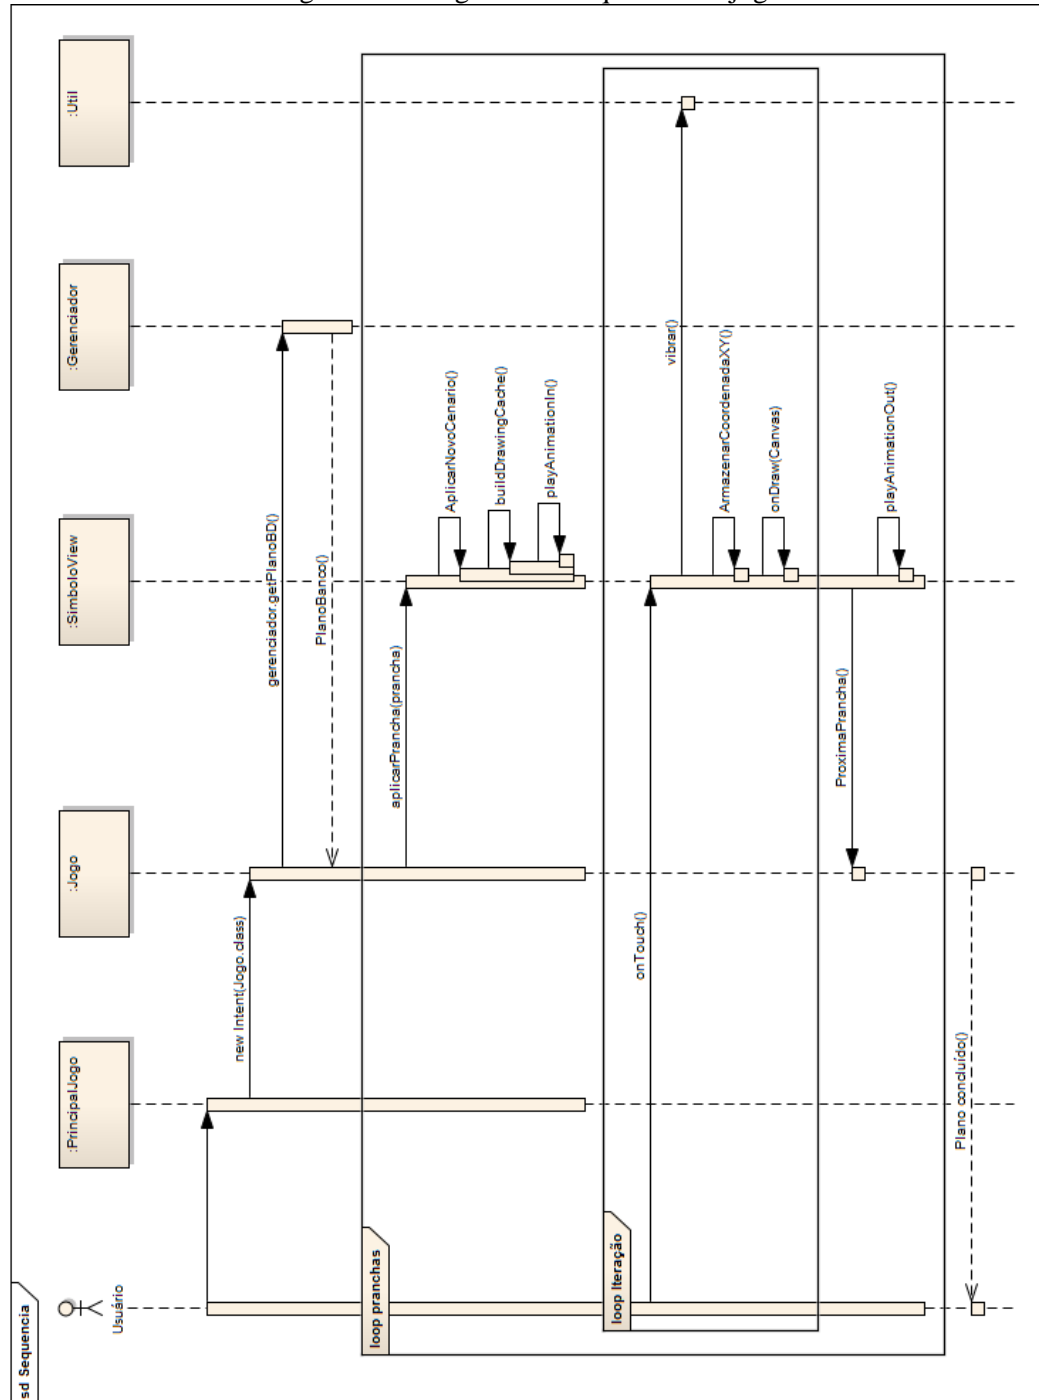 sd Sequencia
Usuário
:PrincipalJogo
:Jogo
:SimboloView
:Gerenciador
:Util
new Intent(Jogo.class)
gerenciador.getPlanoBD()
PlanoBanco()
loop pranchas
aplicarPrancha(prancha)
AplicarNovoCenario()
buildDrawingCache()
playAnimationIn()
loop Iteração
onTouch()
vibrar()
ArmazenarCoordenadaXY()
onDraw(Canvas)
ProximaPrancha()
playAnimationOut()
Plano concluído()